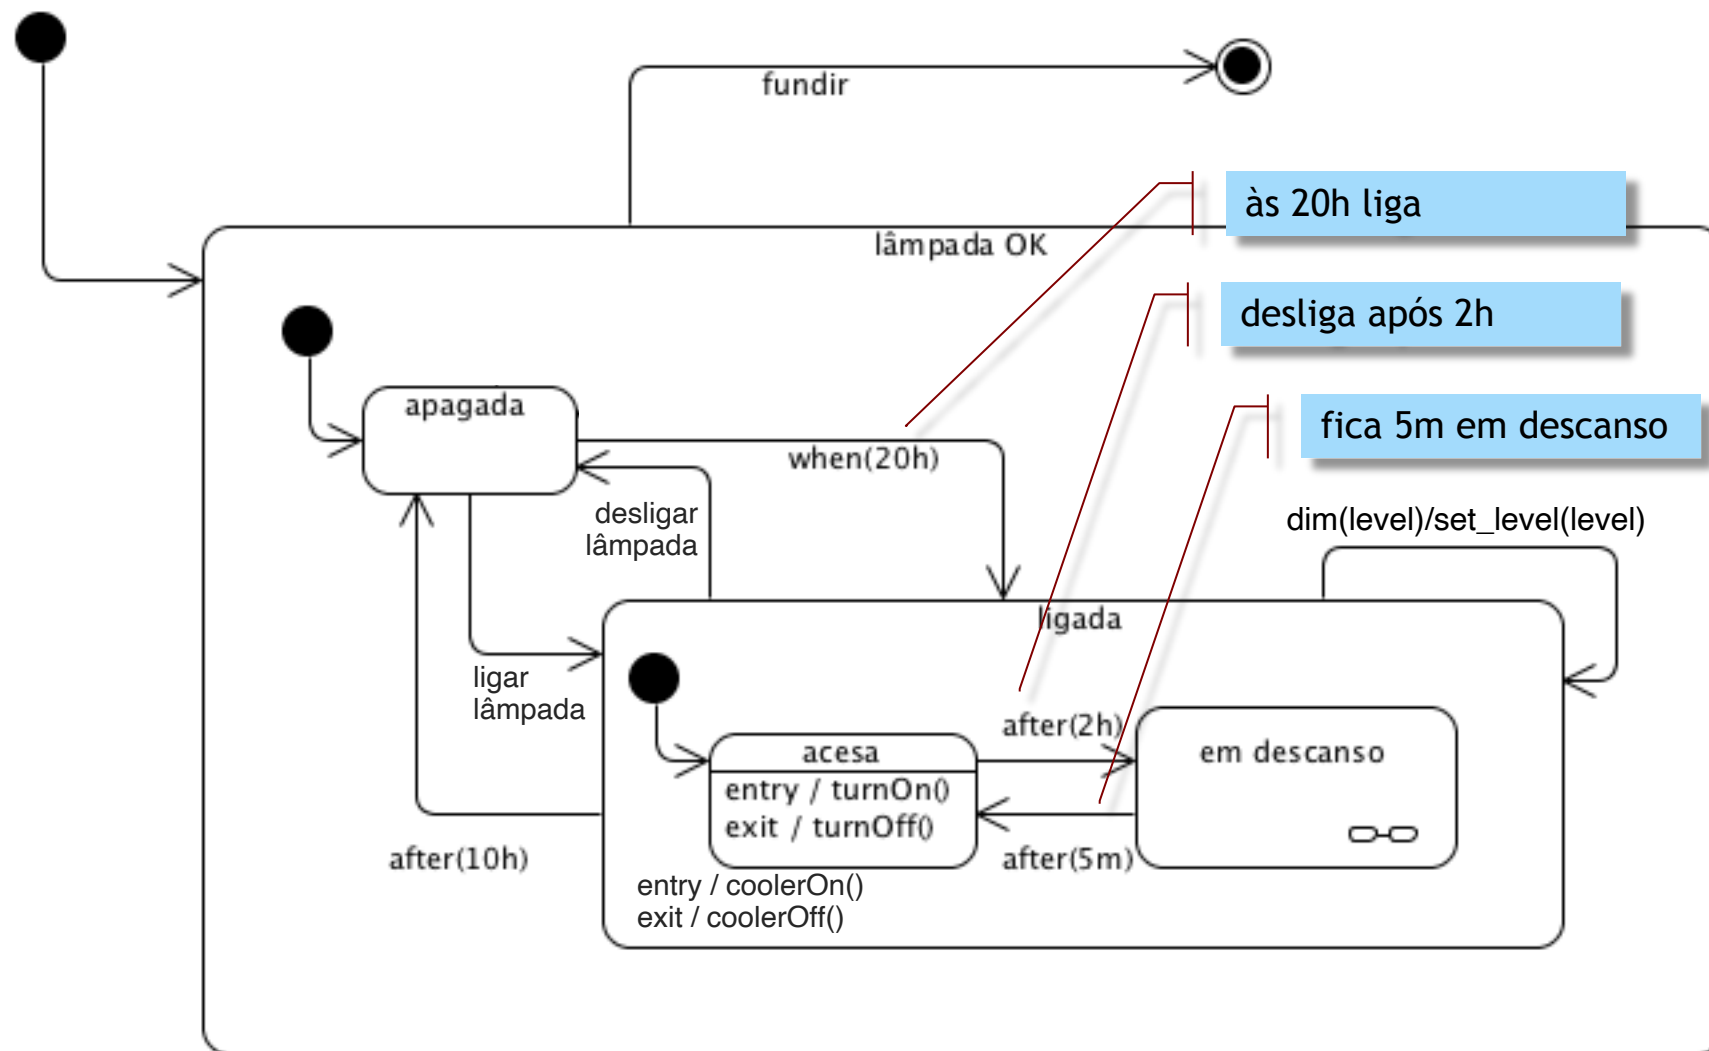 fundir
às 20h liga
lâmpada OK
desliga após 2h
apagada
fica 5m em descanso
when(20h)
desligar
lâmpada
dim(level)/set_level(level)
ligada
ligar
lâmpada
after(2h)
acesa
em descanso
entry / turnOn()
exit / turnOff()
after(10h)
after(5m)
entry / coolerOn()
exit / coolerOff()